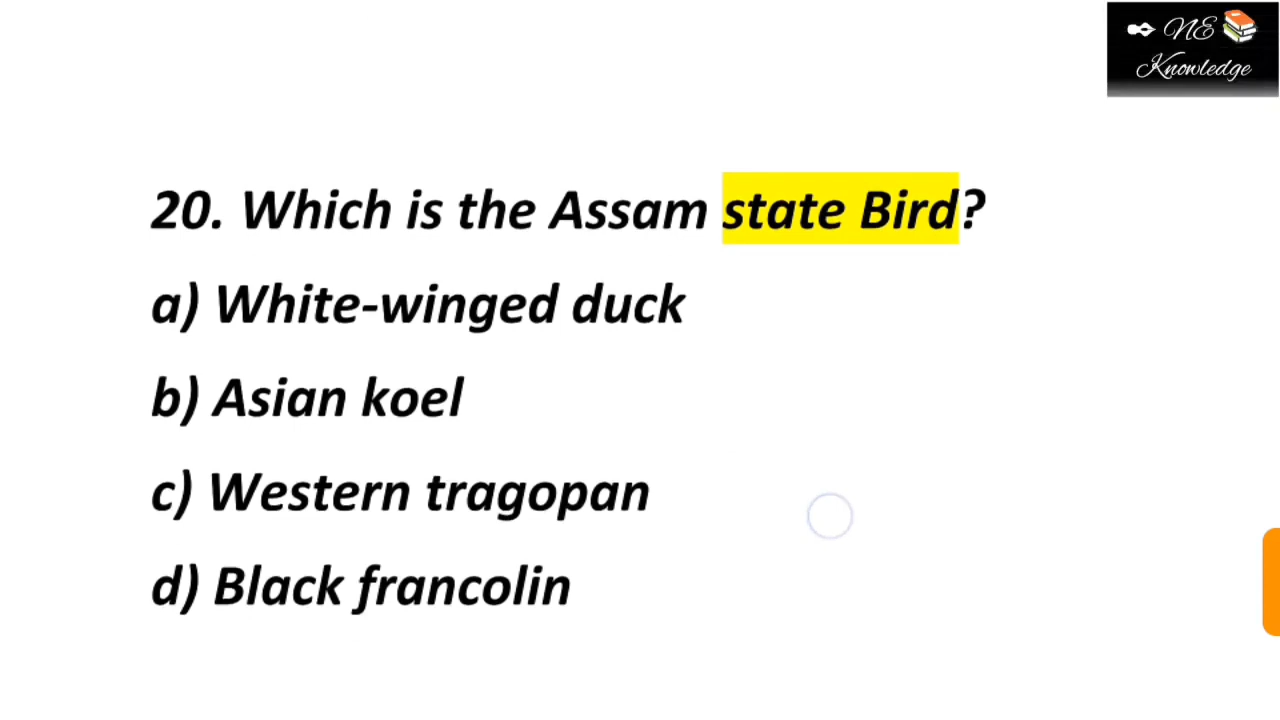 NE
Knowledge
20. Which is the Assam state Bird?
a) White-winged duck
b) Asian koel
c) Western tragopan
d) Black francolin